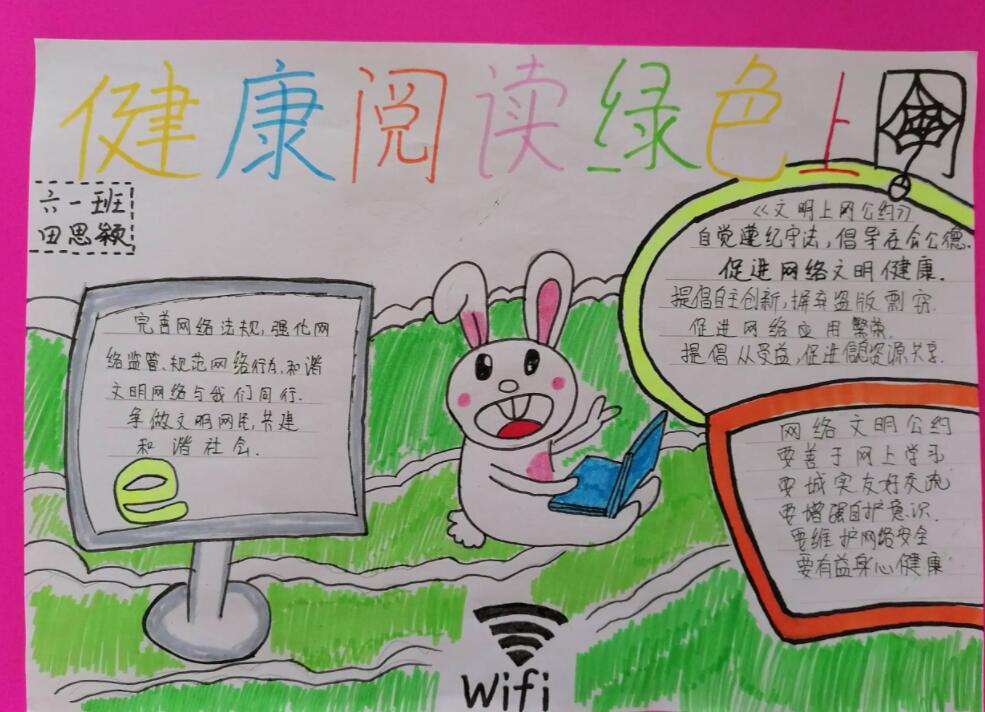 健康阅读绿色上网
六一班
田思颖
完善网络法规,强化网
络监管、规范网络行为,和谐
文明网络与我们同行.
争做文明网民,共建
和谐社会.
e
《文明上网公约》
自觉遵纪守法,倡导社会公德.
促进网络文明健康.
提倡自主创新,摒弃盗版剽窃.
促进网络应用繁荣.
提倡从受益,促进信息资源共享.
网络文明公约
要善于网上学习
要诚实友好交流
要增强自护意识.
要维护网络安全
要有益身心健康
Wifi